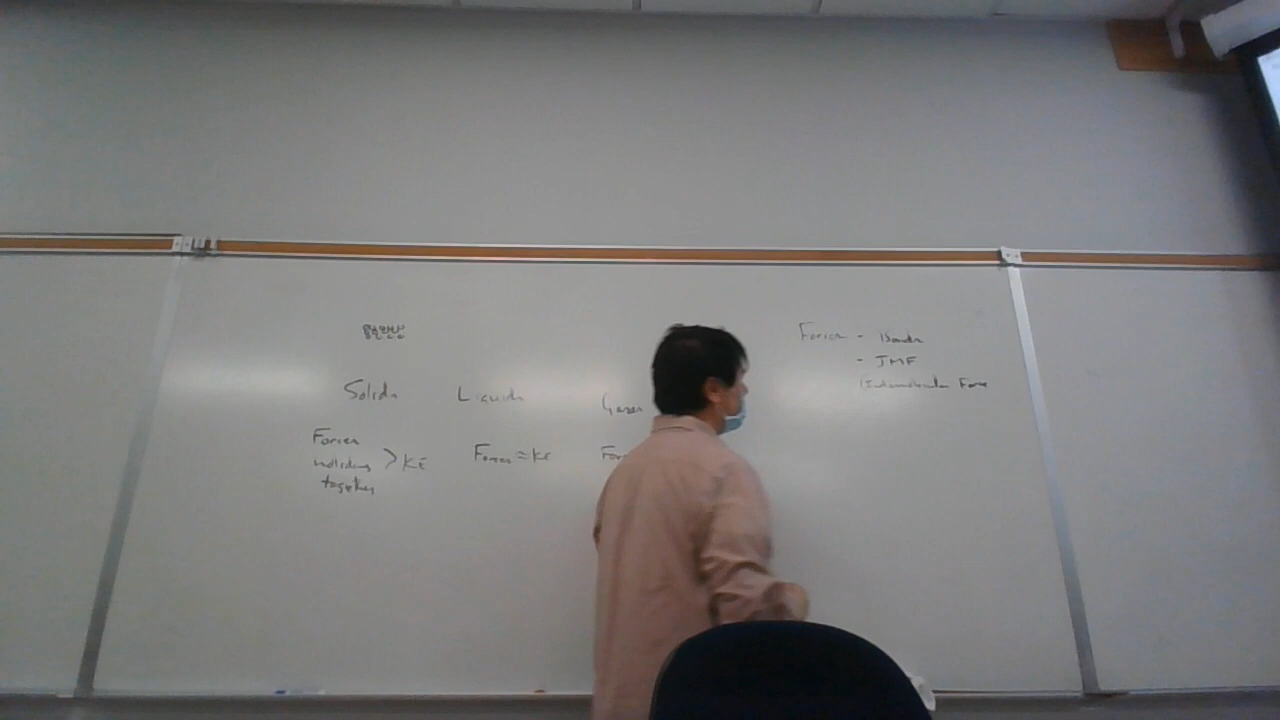 Forces - Bonds
- IMF
(Intermolecular Force
Solids Liquids Gases
Forces
holding > KE
together
Forces ≈ KE
For